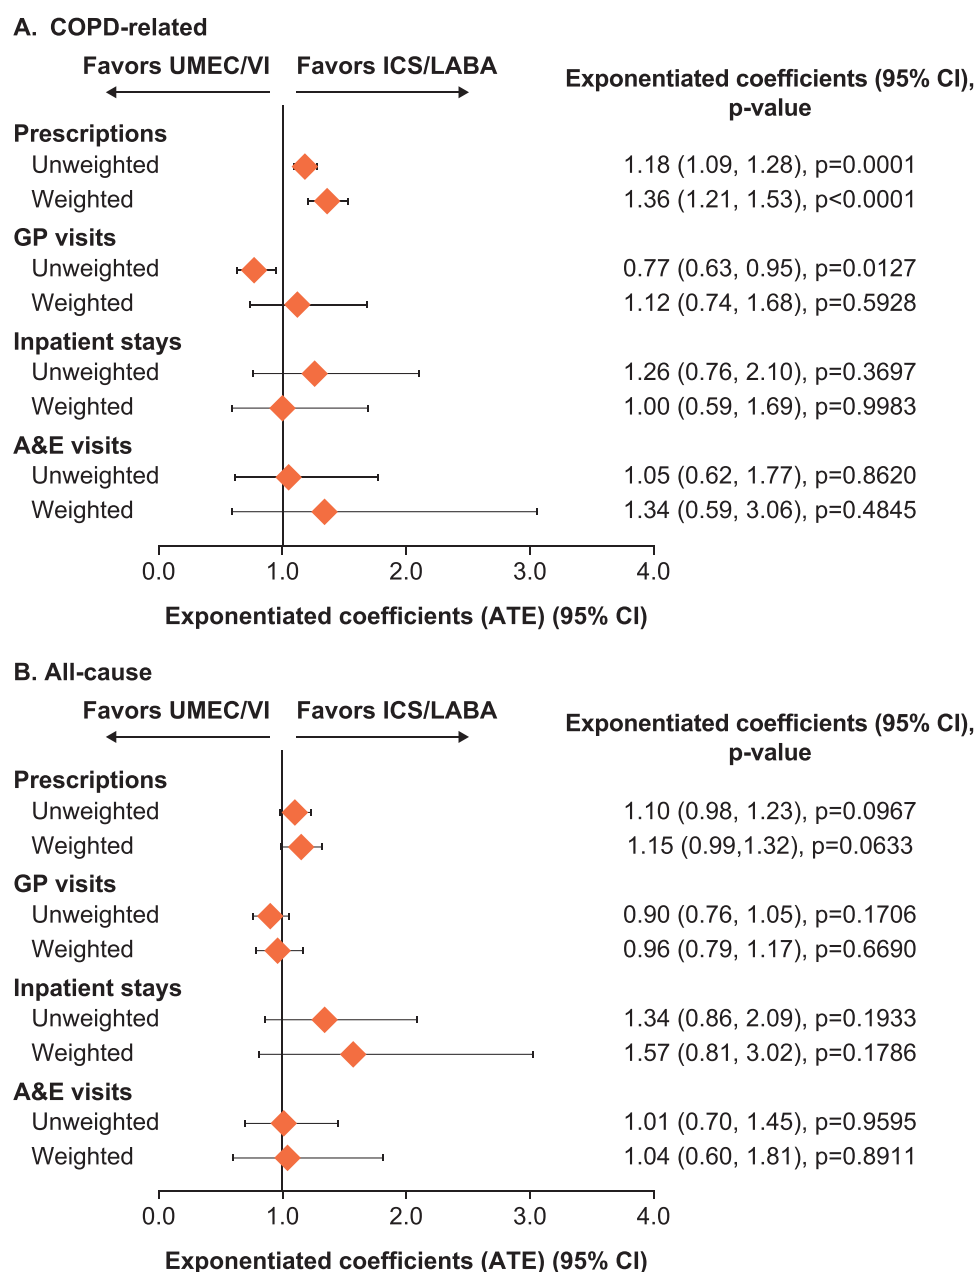 A. COPD-related
Favors UMEC/VI Favors ICS/LABA
Exponentiated coefficients (95% CI),
p-value
Prescriptions
Unweighted 1.18 (1.09, 1.28), p=0.0001
Weighted 1.36 (1.21, 1.53), p<0.0001
GP visits
Unweighted 0.77 (0.63, 0.95), p=0.0127
Weighted 1.12 (0.74, 1.68), p=0.5928
Inpatient stays
Unweighted 1.26 (0.76, 2.10), p=0.3697
Weighted 1.00 (0.59, 1.69), p=0.9983
A&E visits
Unweighted 1.05 (0.62, 1.77), p=0.8620
Weighted 1.34 (0.59, 3.06), p=0.4845
0.0 1.0 2.0 3.0 4.0
Exponentiated coefficients (ATE) (95% CI)
B. All-cause
Favors UMEC/VI Favors ICS/LABA
Exponentiated coefficients (95% CI),
p-value
Prescriptions
Unweighted 1.10 (0.98, 1.23), p=0.0967
Weighted 1.15 (0.99,1.32), p=0.0633
GP visits
Unweighted 0.90 (0.76, 1.05), p=0.1706
Weighted 0.96 (0.79, 1.17), p=0.6690
Inpatient stays
Unweighted 1.34 (0.86, 2.09), p=0.1933
Weighted 1.57 (0.81, 3.02), p=0.1786
A&E visits
Unweighted 1.01 (0.70, 1.45), p=0.9595
Weighted 1.04 (0.60, 1.81), p=0.8911
0.0 1.0 2.0 3.0 4.0
Exponentiated coefficients (ATE) (95% CI)